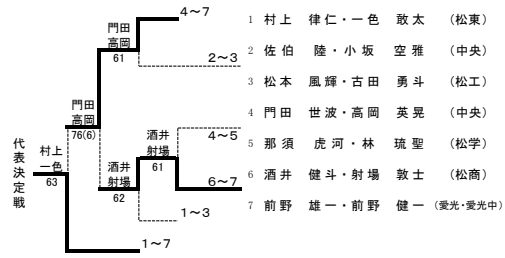 4～7
門田
高岡
61
2～3
門田
高岡
76(6)
酒井
射場
61
4～5
代表決定戦
村上
一色
63
酒井
射場
62
6～7
1～3
1～7
1 村上 律仁・一色 敢太 (松東)
2 佐伯 陸・小坂 空雅 (中央)
3 松本 風輝・古田 勇斗 (松工)
4 門田 世波・高岡 英晃 (中央)
5 那須 虎河・林 琉聖 (松学)
6 酒井 健斗・射場 敦士 (松商)
7 前野 雄一・前野 健一 (愛光・愛光中)